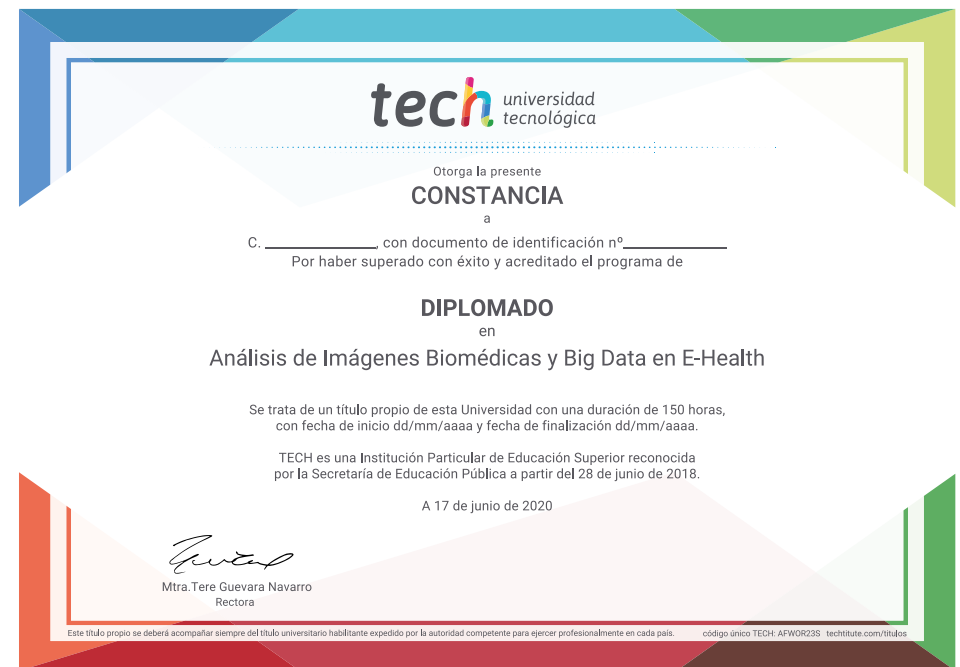 tech universidad
tecnológica
Otorga la presente
CONSTANCIA
a
C. ____________, con documento de identificación nº____________
Por haber superado con éxito y acreditado el programa de
DIPLOMADO
en
Análisis de Imágenes Biomédicas y Big Data en E-Health
Se trata de un título propio de esta Universidad con una duración de 150 horas,
con fecha de inicio dd/mm/aaaa y fecha de finalización dd/mm/aaaa.
TECH es una Institución Particular de Educación Superior reconocida
por la Secretaría de Educación Pública a partir del 28 de junio de 2018.
A 17 de junio de 2020
Mtra.Tere Guevara Navarro
Rectora
Este título propio se deberá acompañar siempre del título universitario habilitante expedido por la autoridad competente para ejercer profesionalmente en cada país. código único TECH: AFWOR23S techtitute.com/titulos